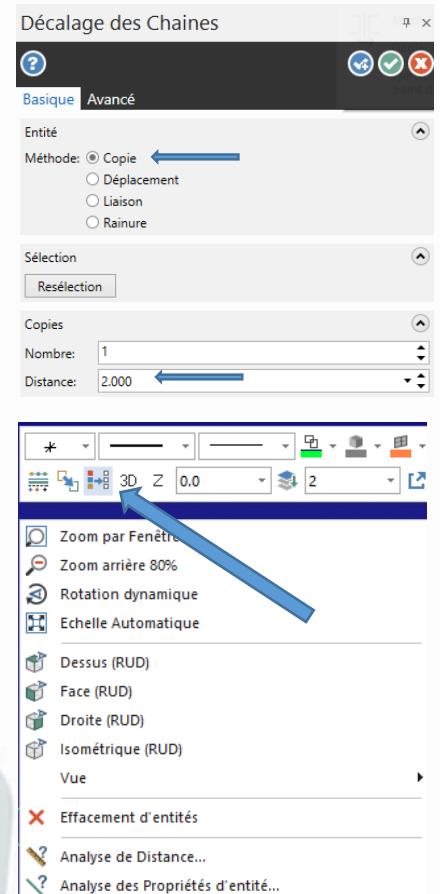 Décalage des Chaines
Basique Avancé
Entité
Méthode: Copie
Déplacement
Liaison
Rainure
Sélection
Resélection
Copies
Nombre: 1
Distance: 2.000
3D Z 0.0 2
Zoom par Fenêtre
Zoom arrière 80%
Rotation dynamique
Echelle Automatique
Dessus (RUD)
Face (RUD)
Droite (RUD)
Isométrique (RUD)
Vue
Effacement d'entités
Analyse de Distance...
Analyse des Propriétés d'entité...